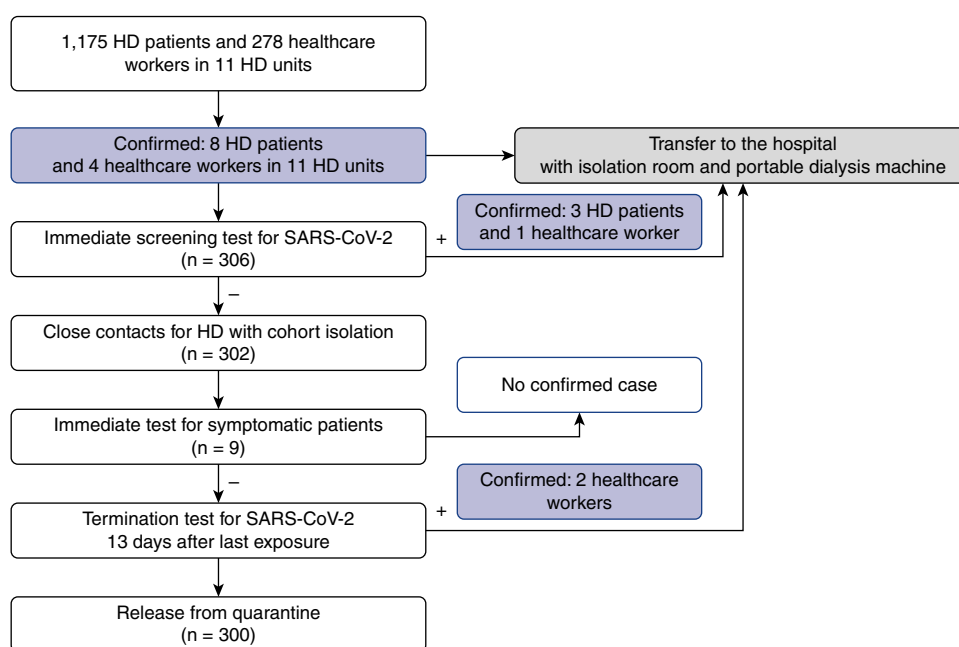 1,175 HD patients and 278 healthcare
workers in 11 HD units
Confirmed: 8 HD patients
and 4 healthcare workers in 11 HD units
Transfer to the hospital
with isolation room and portable dialysis machine
Confirmed: 3 HD patients
and 1 healthcare worker
+
Immediate screening test for SARS-CoV-2
(n = 306)
–
Close contacts for HD with cohort isolation
(n = 302)
No confirmed case
Immediate test for symptomatic patients
(n = 9)
–
Confirmed: 2 healthcare
workers
+
Termination test for SARS-CoV-2
13 days after last exposure
Release from quarantine
(n = 300)